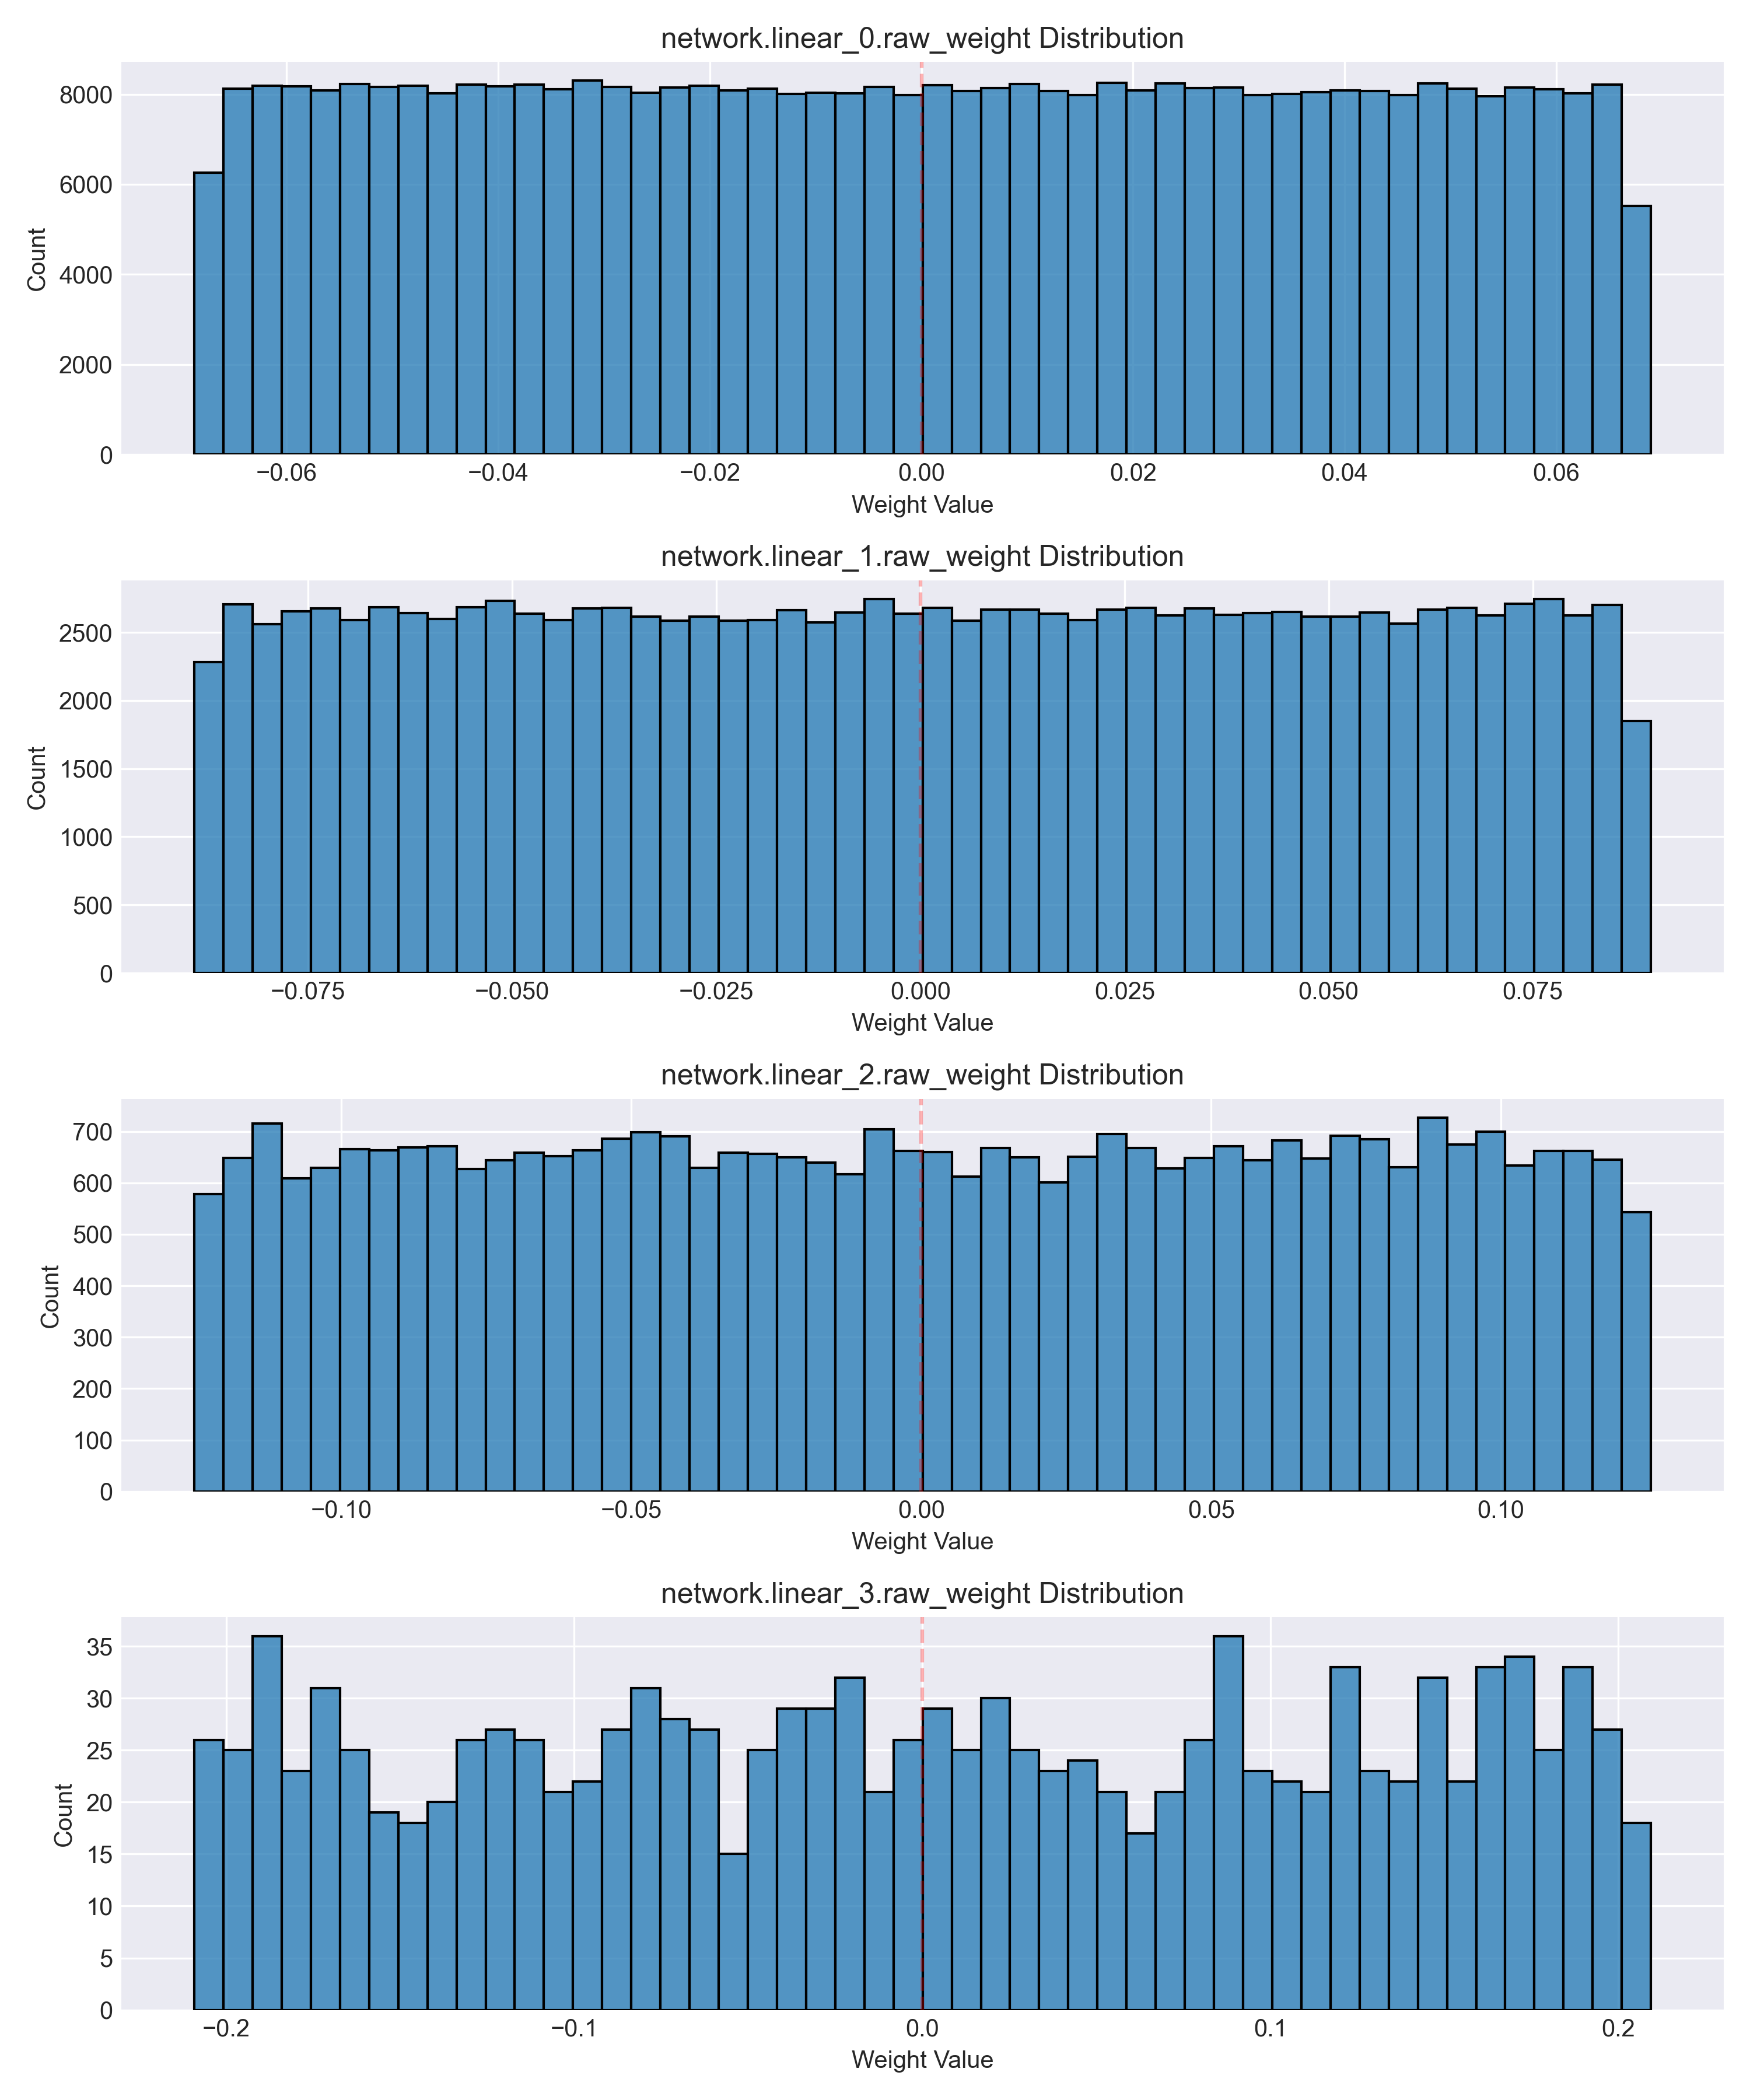 network.linear_0.raw_weight Distribution
8000
6000
4000
2000
0
Count
−0.06 −0.04 −0.02 0.00 0.02 0.04 0.06
Weight Value
network.linear_1.raw_weight Distribution
2500
2000
1500
1000
500
0
Count
−0.075 −0.050 −0.025 0.000 0.025 0.050 0.075
Weight Value
network.linear_2.raw_weight Distribution
700
600
500
400
300
200
100
0
Count
−0.10 −0.05 0.00 0.05 0.10
Weight Value
network.linear_3.raw_weight Distribution
35
30
25
20
15
10
5
0
Count
−0.2 −0.1 0.0 0.1 0.2
Weight Value